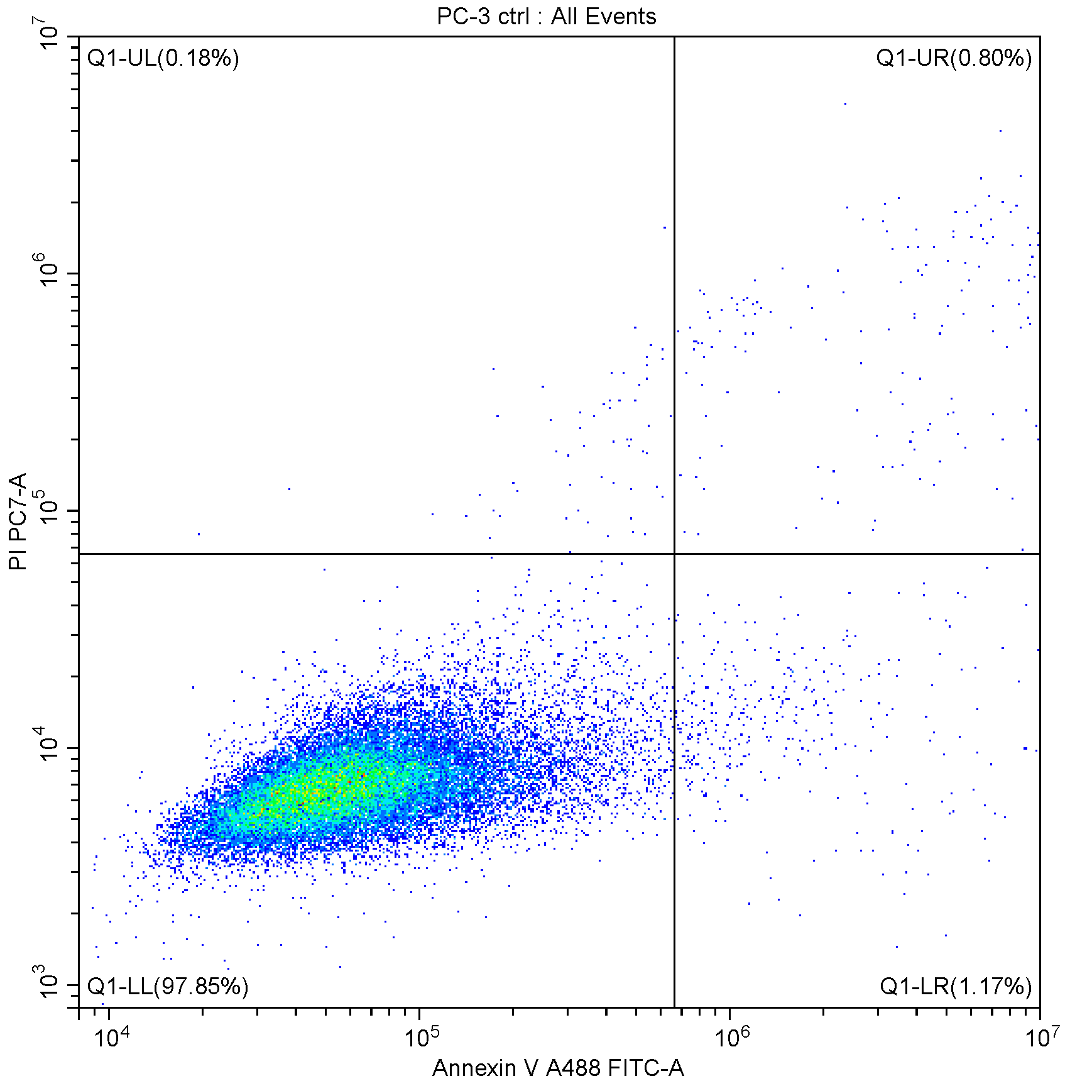 PC-3 ctrl : All Events
Q1-UL(0.18%)
Q1-UR(0.80%)
Q1-LL(97.85%)
Q1-LR(1.17%)
PI PC7-A
10^7
10^6
10^5
10^4
10^3
10^4
10^5
10^6
10^7
Annexin V A488 FITC-A